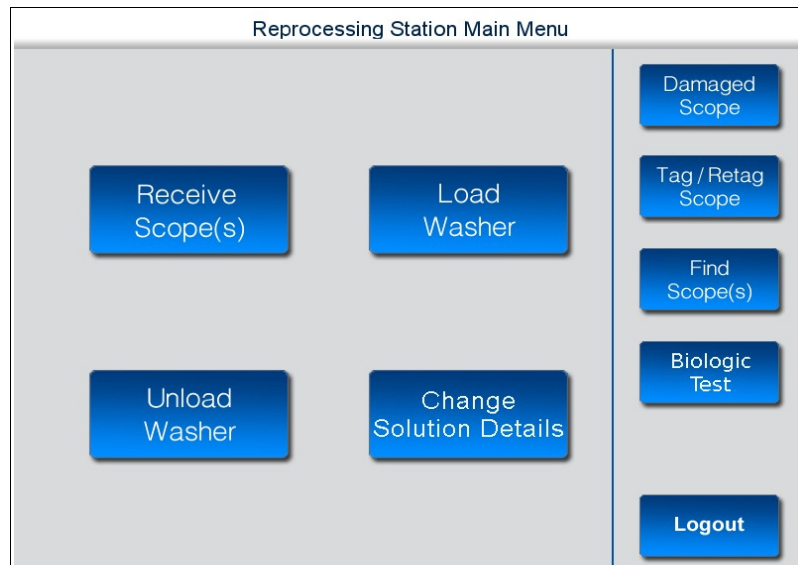 Reprocessing Station Main Menu
Receive
Scope(s)
Load
Washer
Unload
Washer
Change
Solution Details
Damaged
Scope
Tag / Retag
Scope
Find
Scope(s)
Biologic
Test
Logout